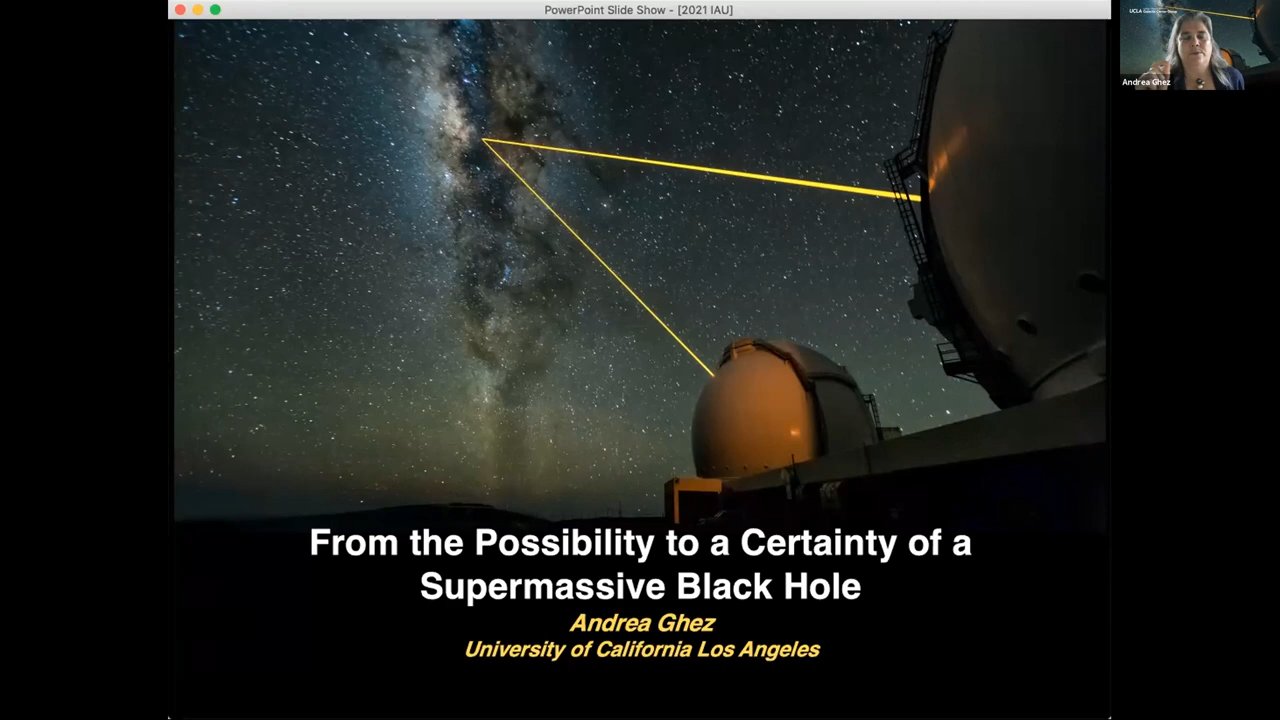 PowerPoint Slide Show - [2021 IAU]
UCLA
Andrea Ghez
From the Possibility to a Certainty of a
Supermassive Black Hole
Andrea Ghez
University of California Los Angeles